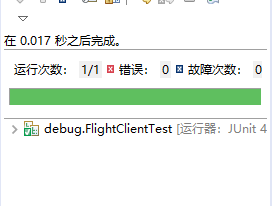 在 0.017 秒之后完成。
运行次数： 1/1 错误： 0 故障次数： 0
debug.FlightClientTest [运行器：JUnit 4